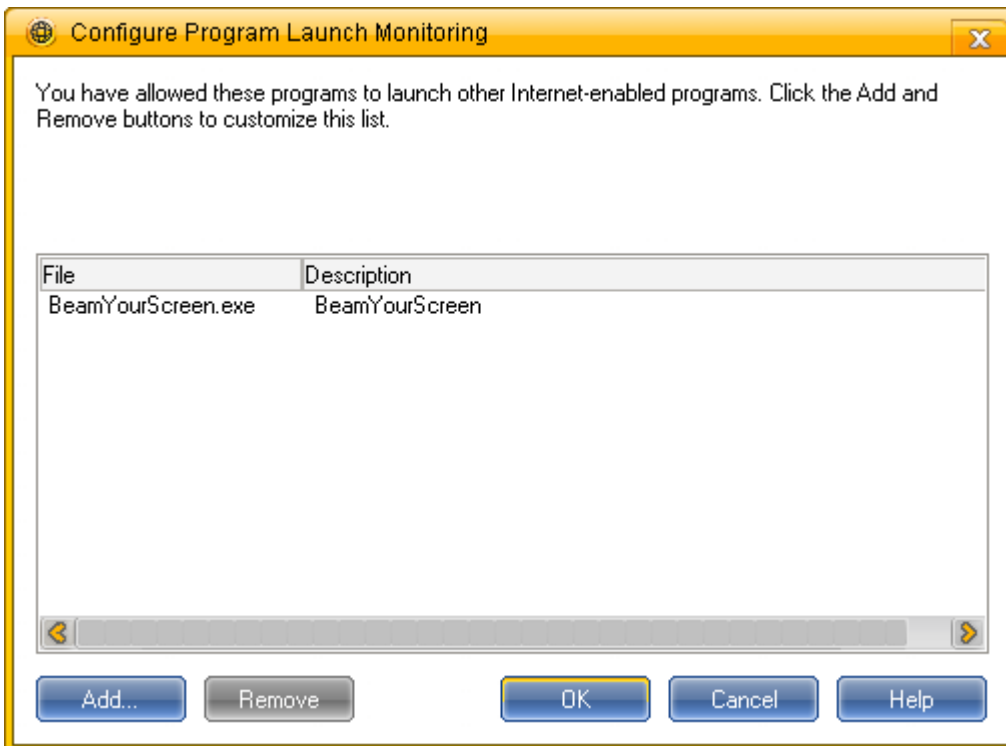 Configure Program Launch Monitoring
You have allowed these programs to launch other Internet-enabled programs. Click the Add and
Remove buttons to customize this list.
File Description
BeamYourScreen.exe BeamYourScreen
Add... Remove OK Cancel Help